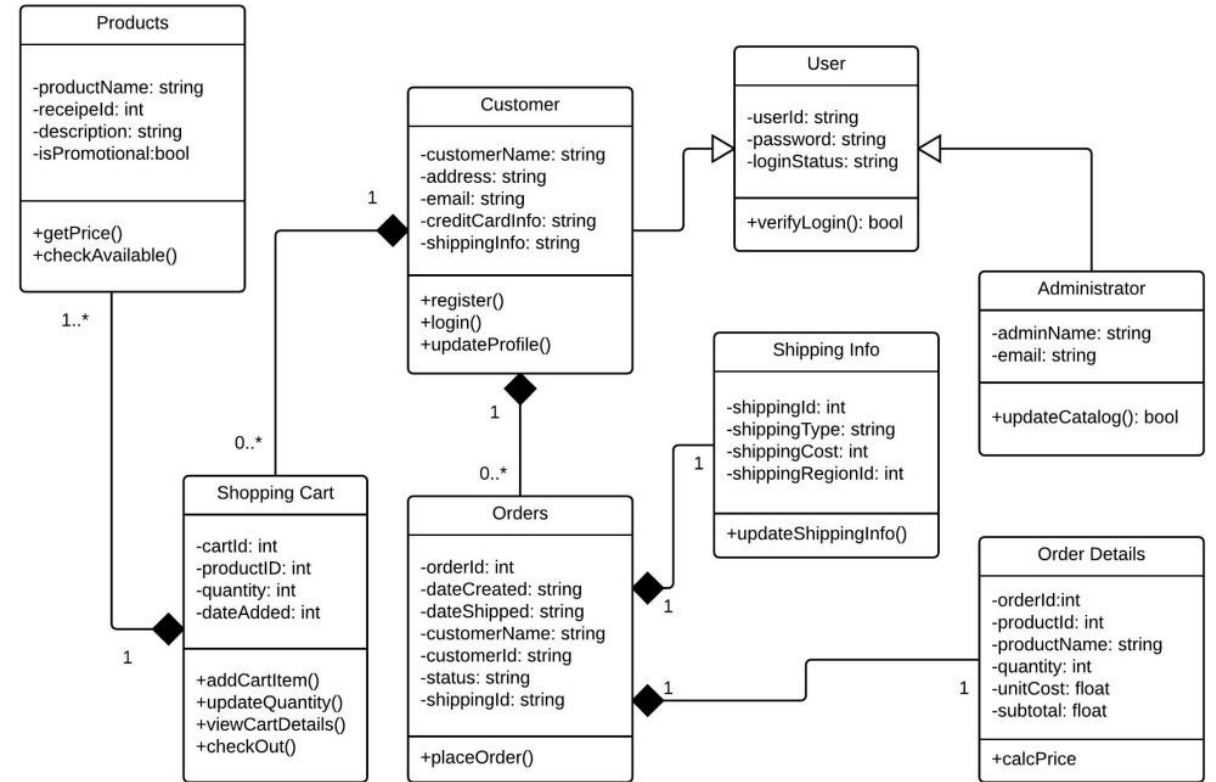 Products
-productName: string
-receipeId: int
-description: string
-isPromotional:bool
+getPrice()
+checkAvailable()
1..*
1
Customer
-customerName: string
-address: string
-email: string
-creditCardInfo: string
-shippingInfo: string
+register()
+login()
+updateProfile()
1
0..*
1
0..*
User
-userId: string
-password: string
-loginStatus: string
+verifyLogin(): bool
Administrator
-adminName: string
-email: string
+updateCatalog(): bool
Shopping Cart
-cartId: int
-productID: int
-quantity: int
-dateAdded: int
+addCartItem()
+updateQuantity()
+viewCartDetails()
+checkOut()
Orders
-orderId: int
-dateCreated: string
-dateShipped: string
-customerName: string
-customerId: string
-status: string
-shippingId: string
+placeOrder()
Shipping Info
-shippingId: int
-shippingType: string
-shippingCost: int
-shippingRegionId: int
+updateShippingInfo()
1
1
1
1
Order Details
-orderId:int
-productId: int
-productName: string
-quantity: int
-unitCost: float
-subtotal: float
+calcPrice